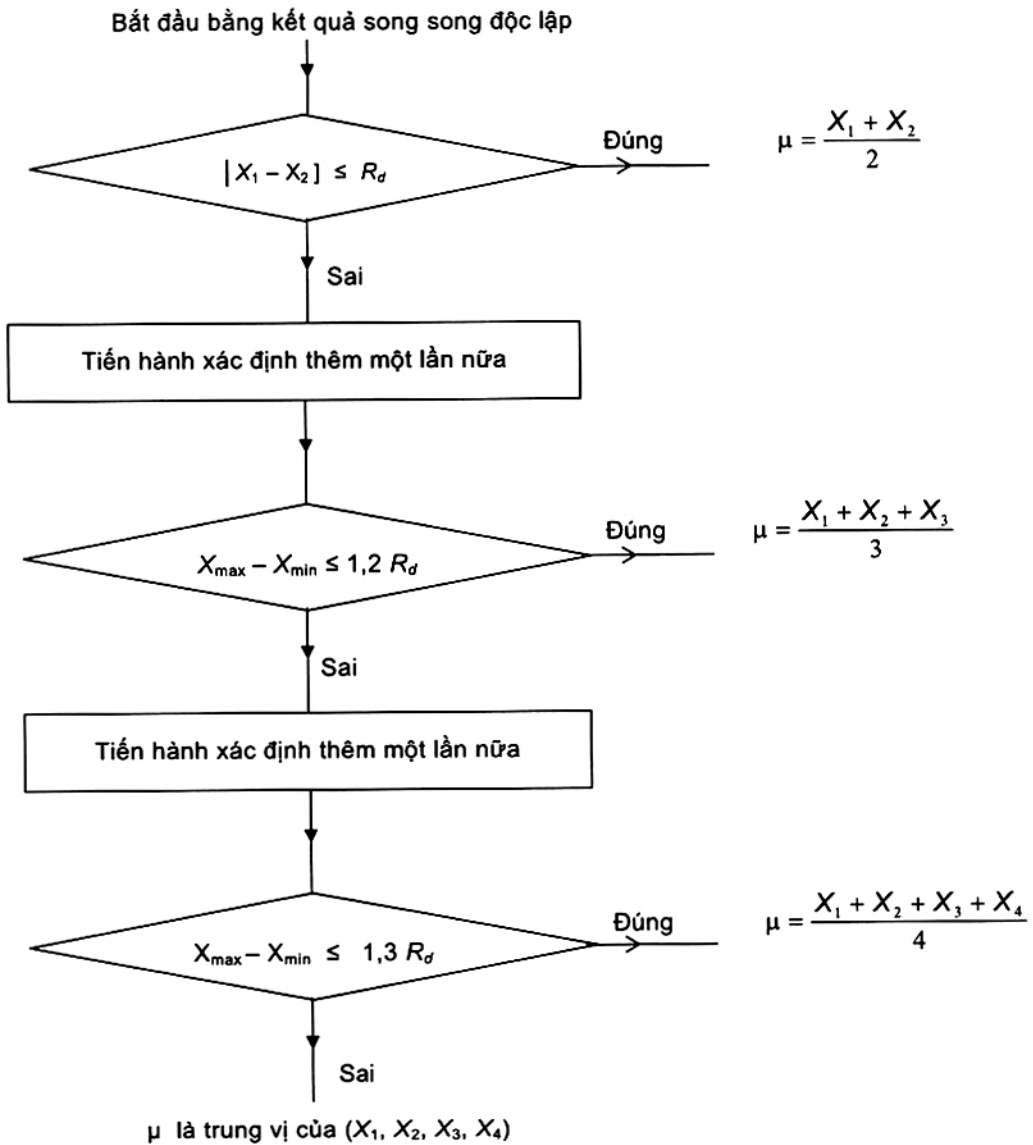 Bắt đầu bằng kết quả song song độc lập
Đúng
μ = (X₁ + X₂) / 2
| X₁ – X₂ ] ≤ R_d
Sai
Tiến hành xác định thêm một lần nữa
Đúng
μ = (X₁ + X₂ + X₃) / 3
X_max – X_min ≤ 1,2 R_d
Sai
Tiến hành xác định thêm một lần nữa
Đúng
μ = (X₁ + X₂ + X₃ + X₄) / 4
X_max – X_min ≤ 1,3 R_d
Sai
μ là trung vị của (X₁, X₂, X₃, X₄)